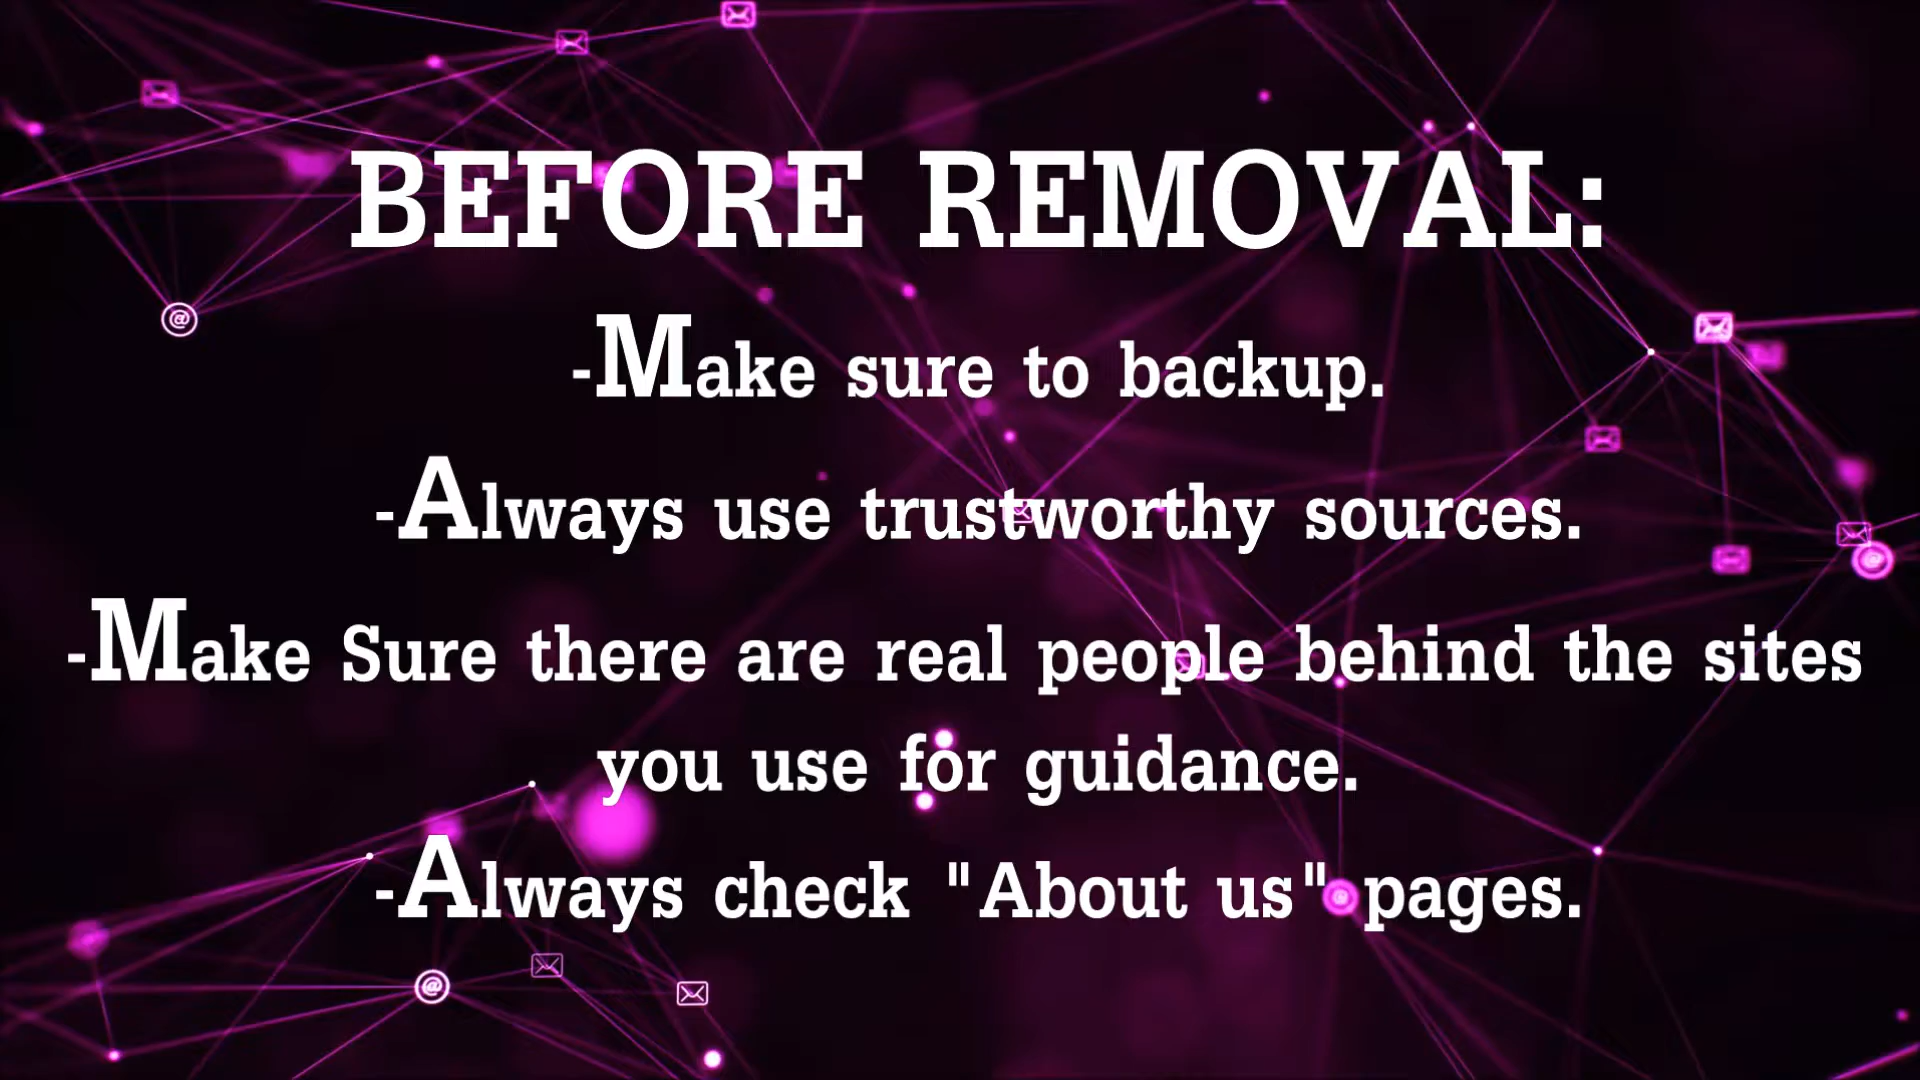 BEFORE REMOVAL:
-Make sure to backup.
-Always use trustworthy sources.
-Make Sure there are real people behind the sites
you use for guidance.
-Always check "About us" pages.